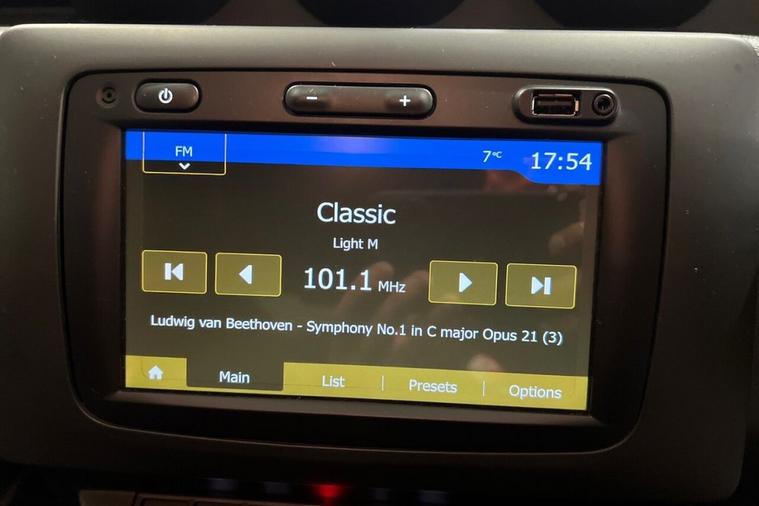 FM
7°C
17:54
Classic
Light M
101.1 MHz
Ludwig van Beethoven - Symphony No.1 in C major Opus 21 (3)
Main
List
Presets
Options